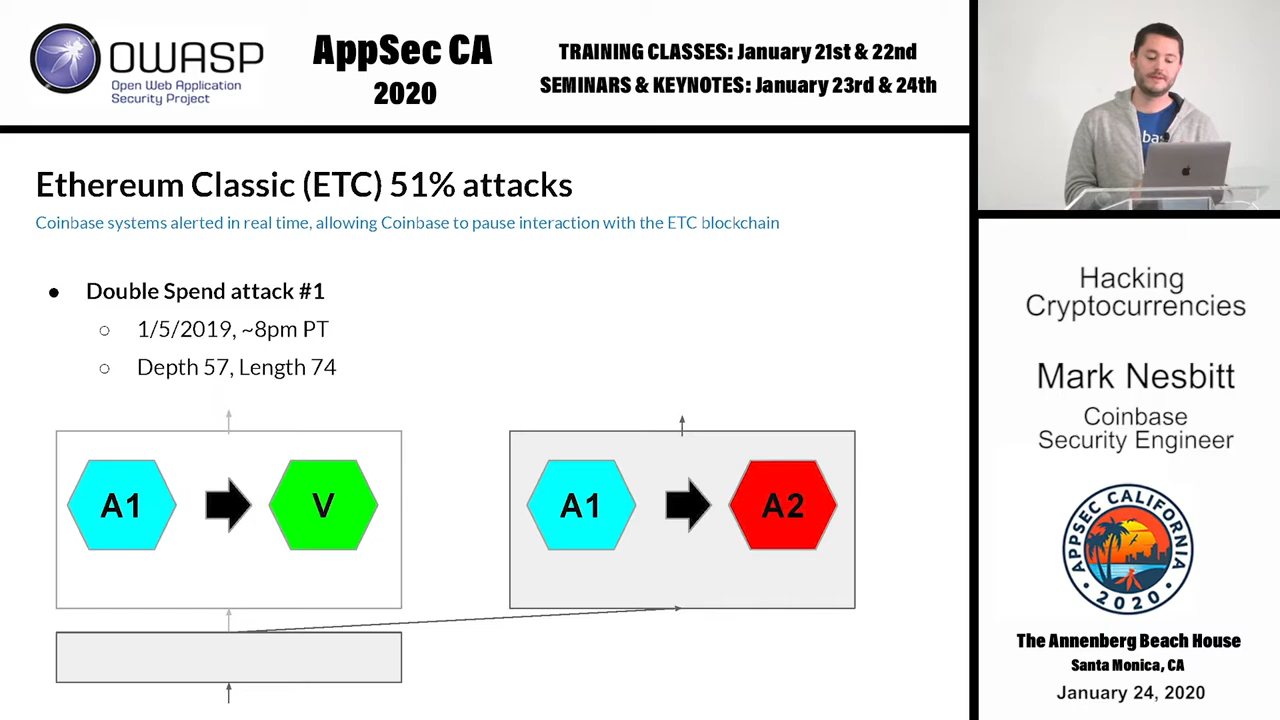 OWASP
Open Web Application
Security Project
AppSec CA
2020
TRAINING CLASSES: January 21st & 22nd
SEMINARS & KEYNOTES: January 23rd & 24th
Ethereum Classic (ETC) 51% attacks
Coinbase systems alerted in real time, allowing Coinbase to pause interaction with the ETC blockchain
● Double Spend attack #1
○ 1/5/2019, ~8pm PT
○ Depth 57, Length 74
A1
V
A1
A2
bas
Hacking
Cryptocurrencies
Mark Nesbitt
Coinbase
Security Engineer
APPSEC CALIFORNIA
2020
The Annenberg Beach House
Santa Monica, CA
January 24, 2020